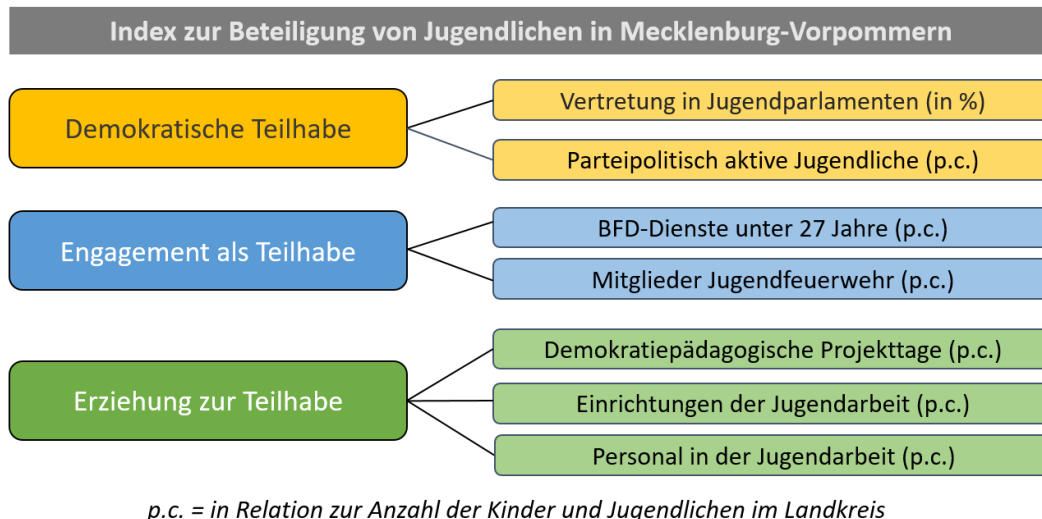 Index zur Beteiligung von Jugendlichen in Mecklenburg-Vorpommern
Demokratische Teilhabe
Vertretung in Jugendparlamenten (in %)
Parteipolitisch aktive Jugendliche (p.c.)
Engagement als Teilhabe
BFD-Dienste unter 27 Jahre (p.c.)
Mitglieder Jugendfeuerwehr (p.c.)
Erziehung zur Teilhabe
Demokratiepädagogische Projekttage (p.c.)
Einrichtungen der Jugendarbeit (p.c.)
Personal in der Jugendarbeit (p.c.)
p.c. = in Relation zur Anzahl der Kinder und Jugendlichen im Landkreis